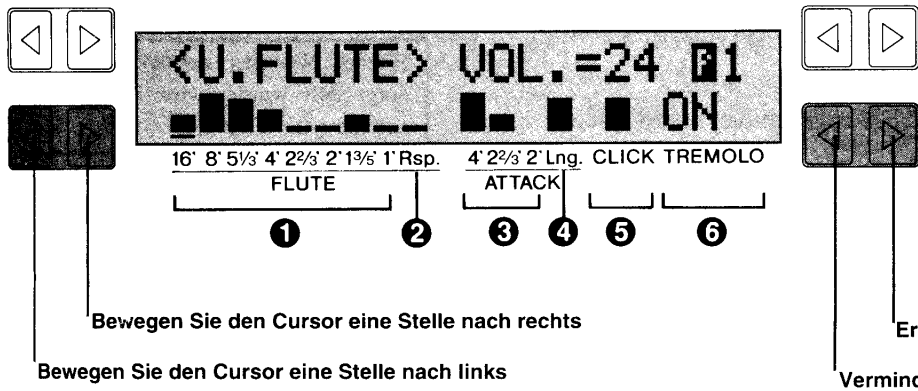 <U.FLUTE> VOL.=24 P1
ON
16' 8' 5⅓' 4' 2⅔' 2' 1⅗' 1' Rsp. 4' 2⅔' 2' Lng. CLICK TREMOLO
FLUTE ATTACK
❶ ❷ ❸ ❹ ❺ ❻
Bewegen Sie den Cursor eine Stelle nach rechts
Bewegen Sie den Cursor eine Stelle nach links